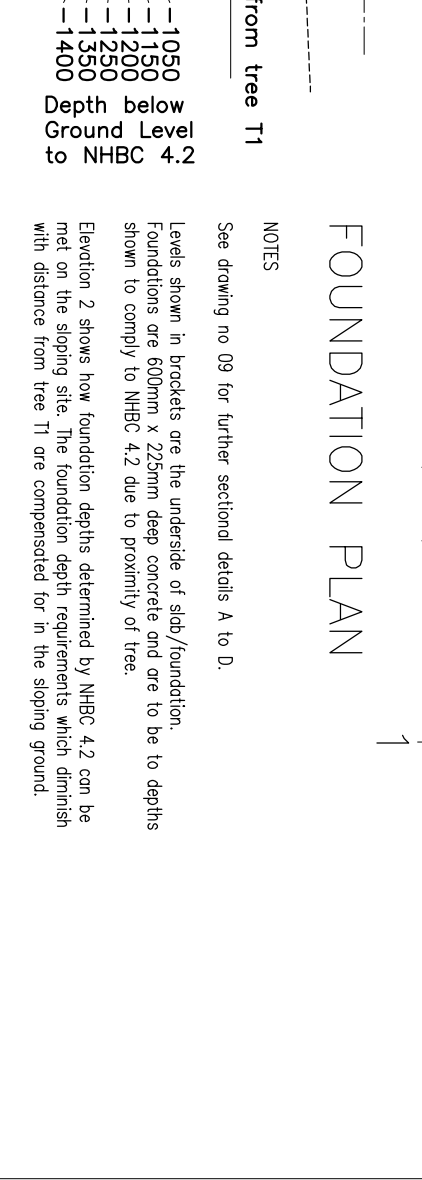 from tree T1
1050
1150
1200
1250
1350
1400
Depth below
Ground Level
to NHBC 4.2
1
FOUNDATION PLAN
NOTES
See drawing no 09 for further sectional details A to D.
Levels shown in brackets are the underside of slab/foundation.
Foundations are 600mm x 225mm deep concrete and are to be to depths
shown to comply to NHBC 4.2 due to proximity of tree.
Elevation 2 shows how foundation depths determined by NHBC 4.2 can be
met on the sloping site. The foundation depth requirements which diminish
with distance from tree T1 are compensated for in the sloping ground.